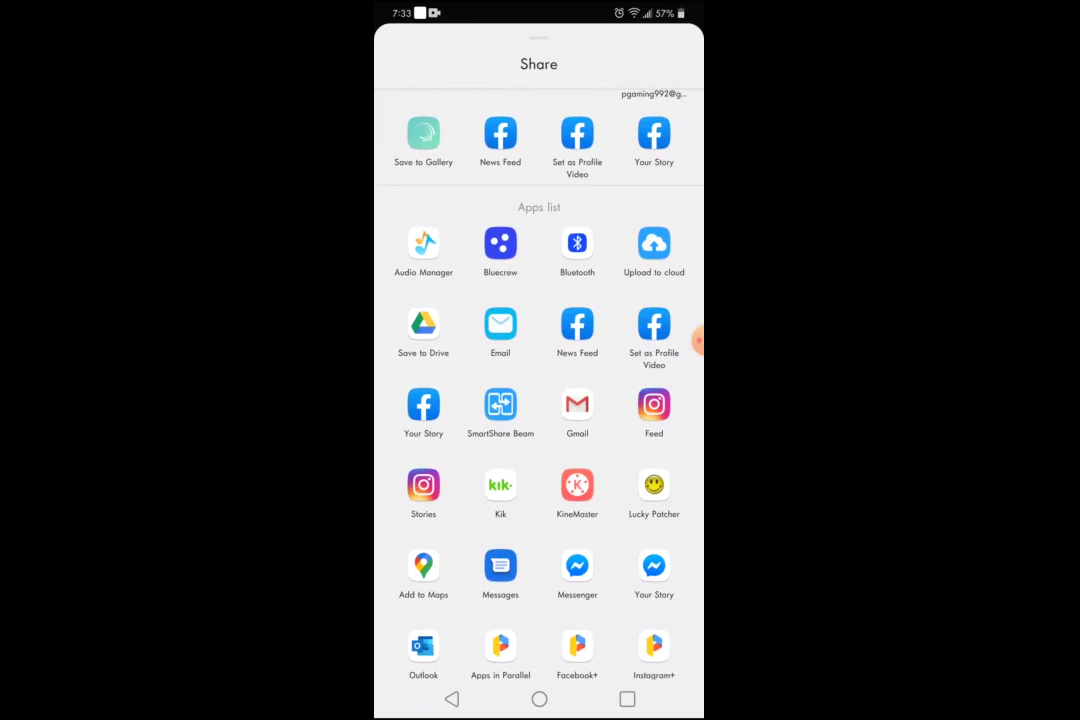 7:33 57%
Share
pgaming992@g...
Save to Gallery News Feed Set as Profile Video Your Story
Apps list
Audio Manager Bluecrew Bluetooth Upload to cloud
Save to Drive Email News Feed Set as Profile Video
Your Story SmartShare Beam Gmail Feed
kik.
K
Stories Kik KineMaster Lucky Patcher
Add to Maps Messages Messenger Your Story
Outlook Apps in Parallel Facebook+ Instagram+